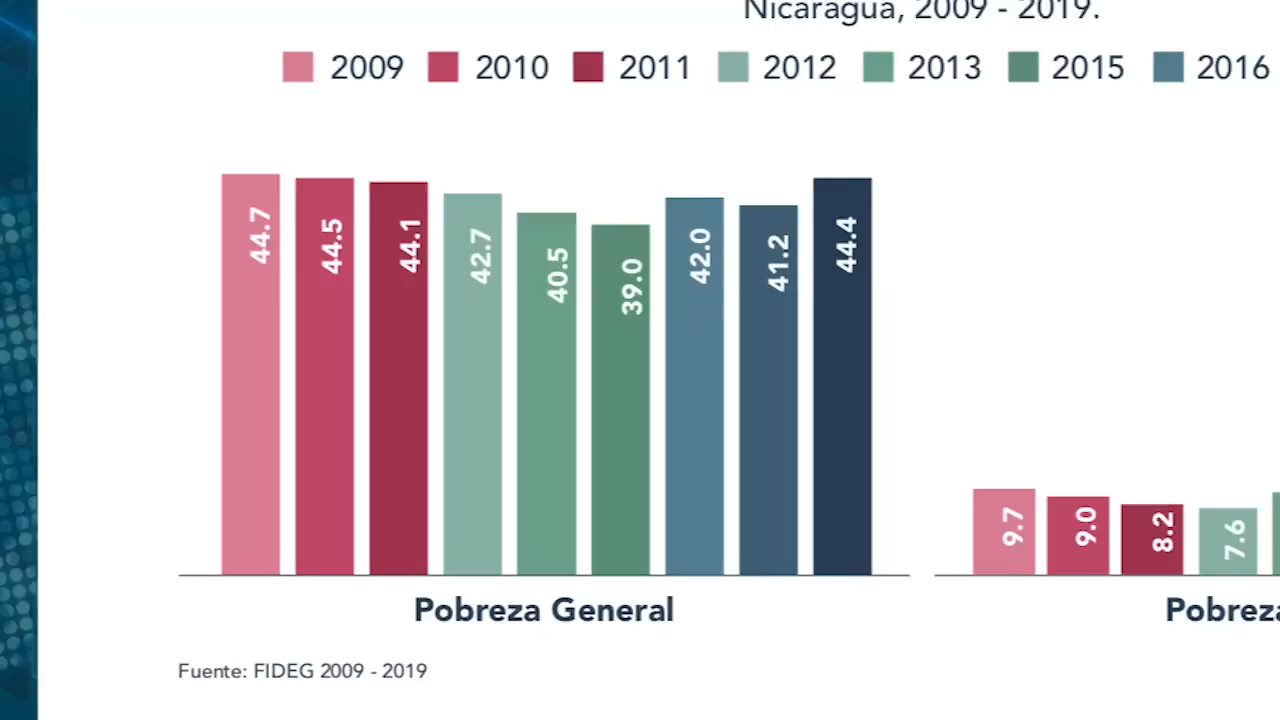 Nicaragua, 2009 - 2019.
2009 2010 2011 2012 2013 2015 2016
44.7 44.5 44.1 42.7 40.5 39.0 42.0 41.2 44.4
9.7 9.0 8.2 7.6
Pobreza General
Pobreza
Fuente: FIDEG 2009 - 2019